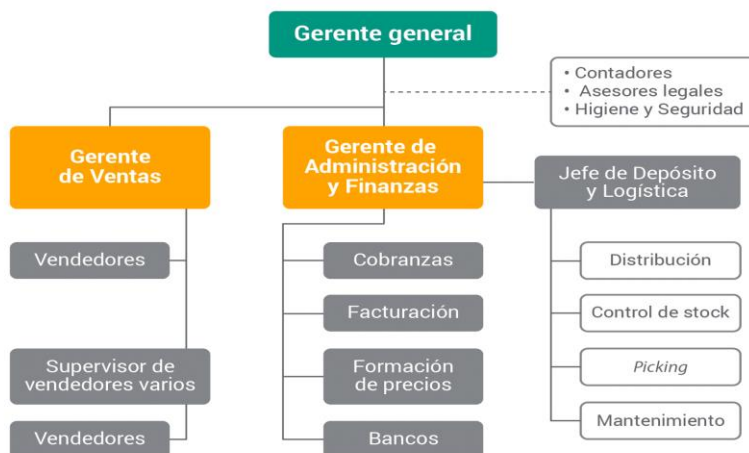 Gerente general
• Contadores
• Asesores legales
• Higiene y Seguridad
Gerente
de Ventas
Gerente de
Administración
y Finanzas
Jefe de Depósito
y Logística
Vendedores
Supervisor de
vendedores varios
Vendedores
Cobranzas
Facturación
Formación
de precios
Bancos
Distribución
Control de stock
Picking
Mantenimiento